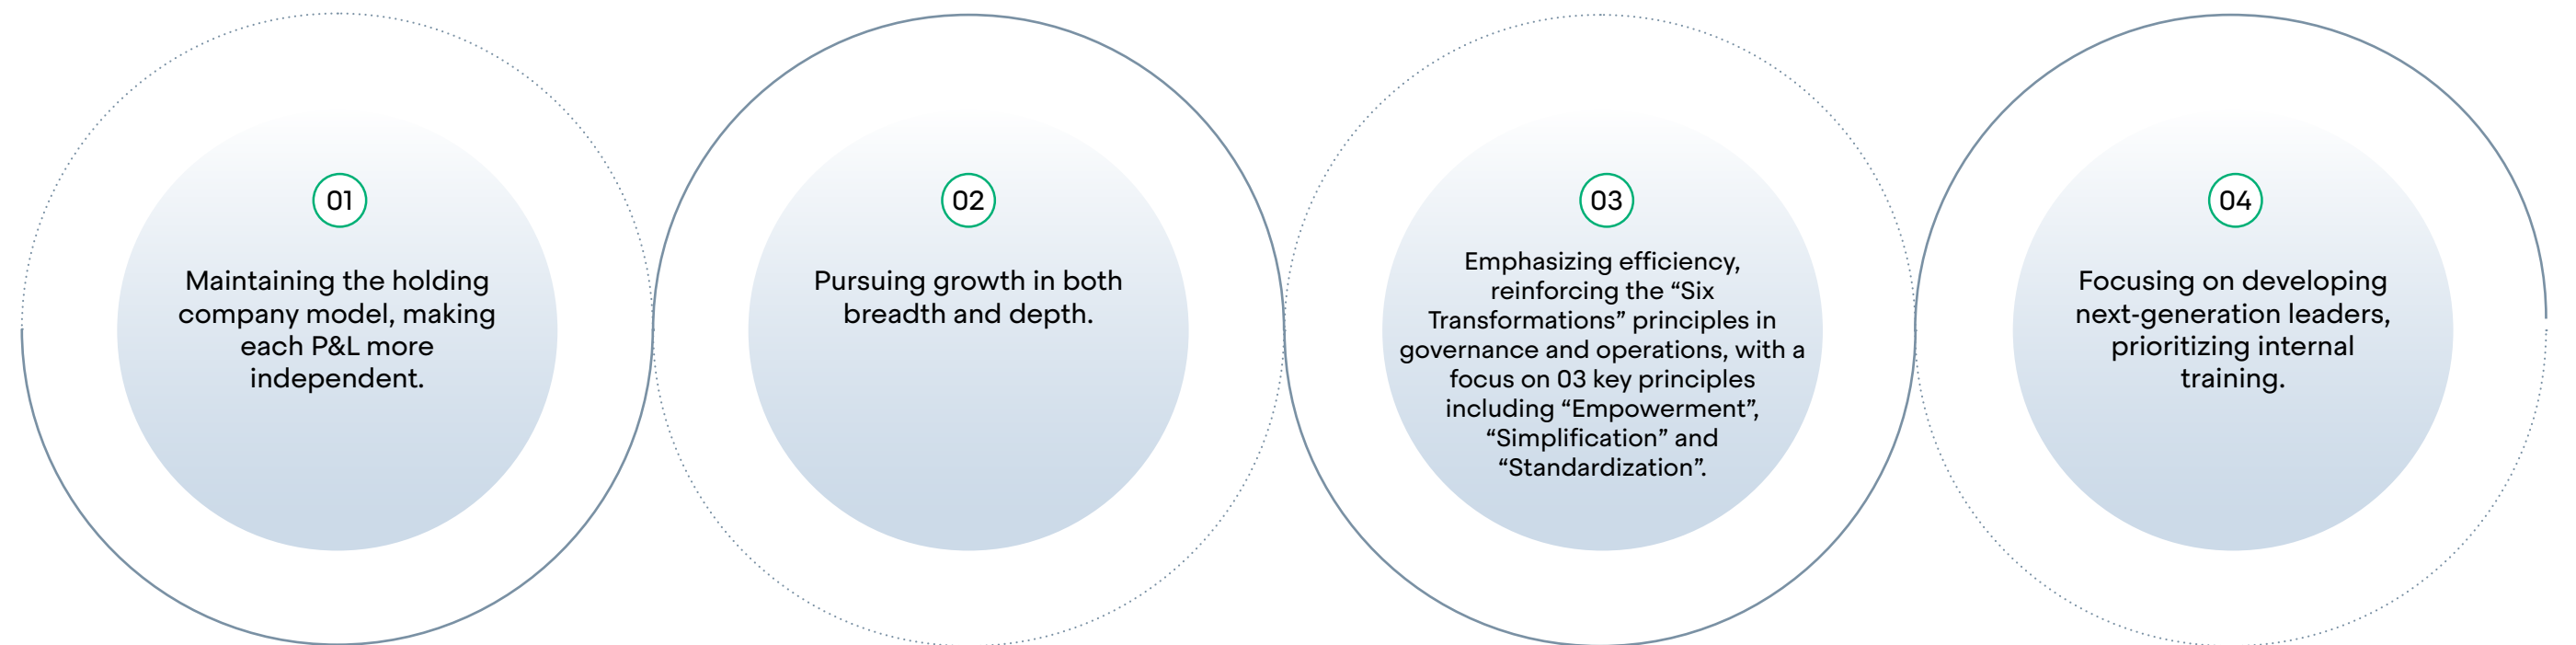 01
Maintaining the holding
company model, making
each P&L more
independent.
02
Pursuing growth in both
breadth and depth.
03
Emphasizing efficiency,
reinforcing the “Six
Transformations” principles in
governance and operations, with a
focus on 03 key principles
including “Empowerment”,
“Simplification” and
“Standardization”.
04
Focusing on developing
next-generation leaders,
prioritizing internal
training.